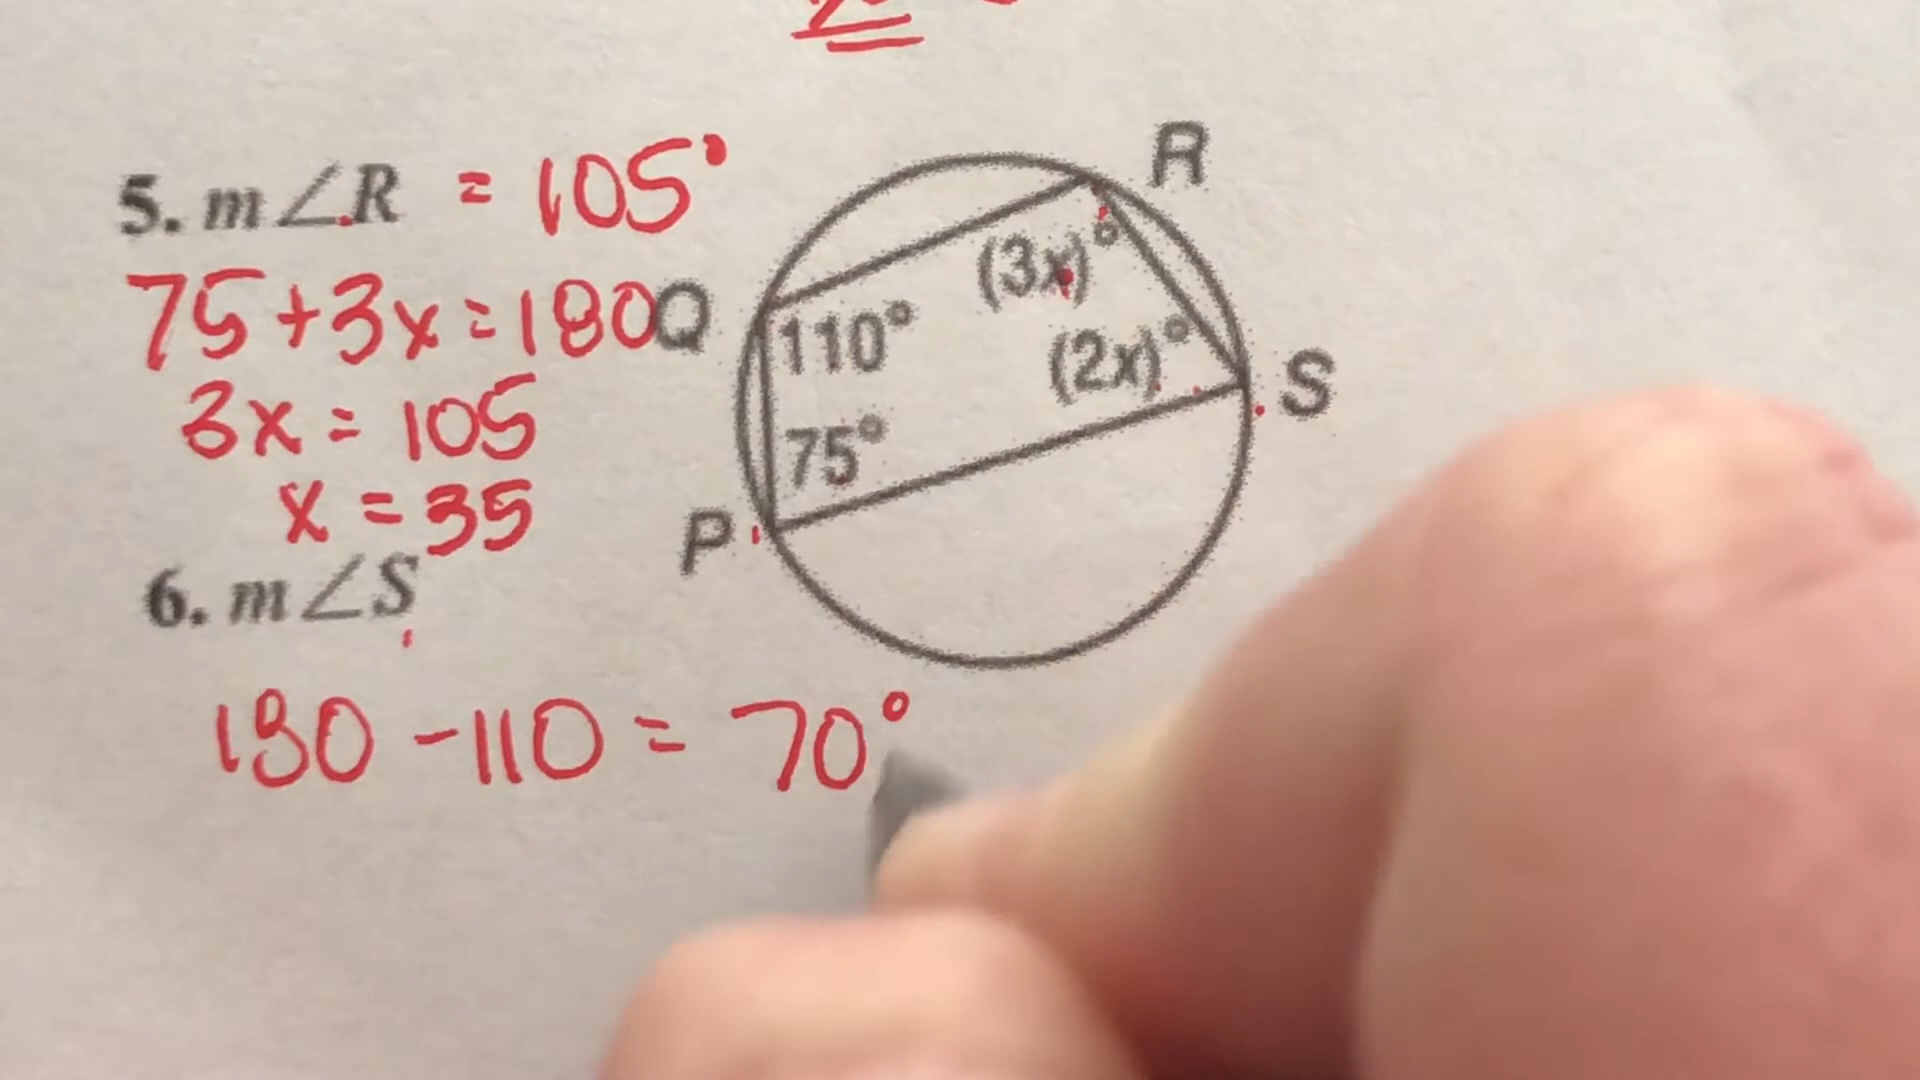 5. m∠R = 105°
75+3x=180
3x = 105
x = 35
6. m∠S
180 - 110 = 70°
R
(3x)°
Q
110°
(2x)°
S
75°
P